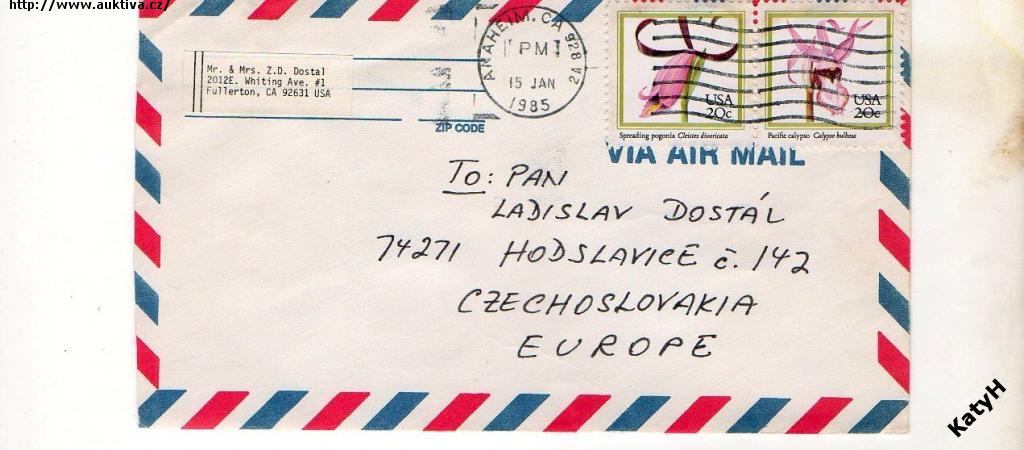 http://www.auktiva.cz/
Mr. & Mrs. Z.D. Dostal
2012E. Whiting Ave. #1
Fullerton, CA 92631 USA
ZIP CODE
ANAHEIM, CA 928
PM
15 JAN
1985
USA
20c
Spreading pogonia Cleistes divaricata
USA
20c
Pacific calypso Calypso bulbosa
VIA AIR MAIL
To: PAN
LADISLAV DOSTÁL
74271 HODSLAVICE č. 142
CZECHOSLOVAKIA
EUROPE
KatyH